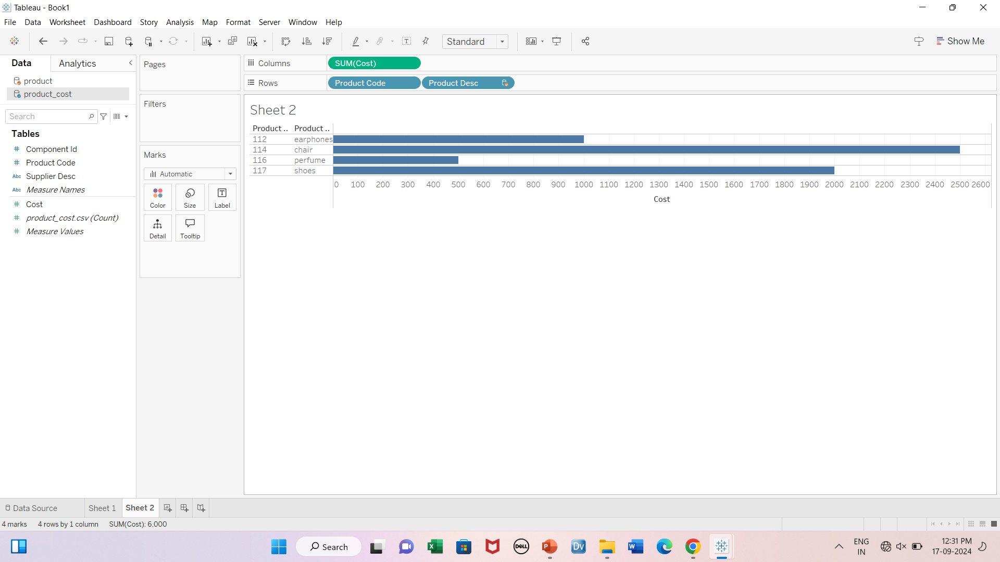 Tableau - Book1
File Data Worksheet Dashboard Story Analysis Map Format Server Window Help
Standard
Show Me
Data Analytics
product
product_cost
Search
Tables
Component Id
Product Code
Abc Supplier Desc
Abc Measure Names
Cost
product_cost.csv (Count)
Measure Values
Pages
Filters
Marks
Automatic
Color Size Label
Detail Tooltip
Columns SUM(Cost)
Rows Product Code Product Desc
Sheet 2
Product .. Product ..
112 earphones
114 chair
116 perfume
117 shoes
0 100 200 300 400 500 600 700 800 900 1000 1100 1200 1300 1400 1500 1600 1700 1800 1900 2000 2100 2200 2300 2400 2500 2600
Cost
Data Source Sheet 1 Sheet 2
4 marks 4 rows by 1 column SUM(Cost): 6,000
Search
DELL
Dv
ENG
IN
12:31 PM
17-09-2024